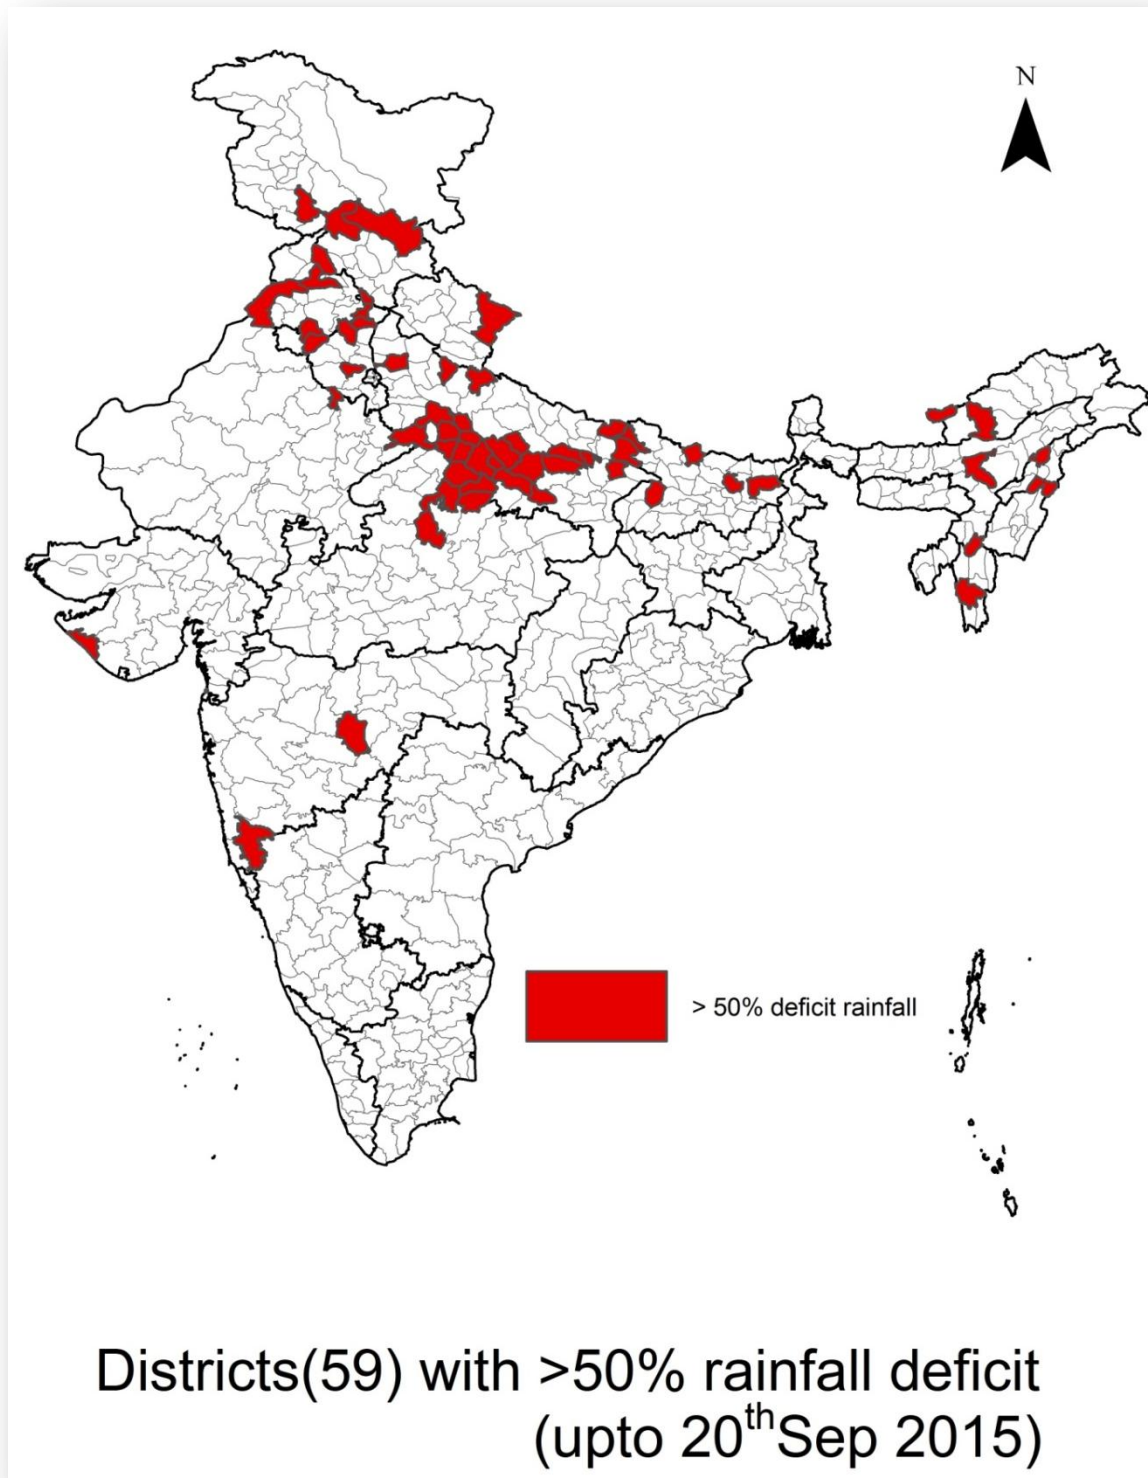 N
> 50% deficit rainfall
Districts(59) with >50% rainfall deficit
(upto 20thSep 2015)